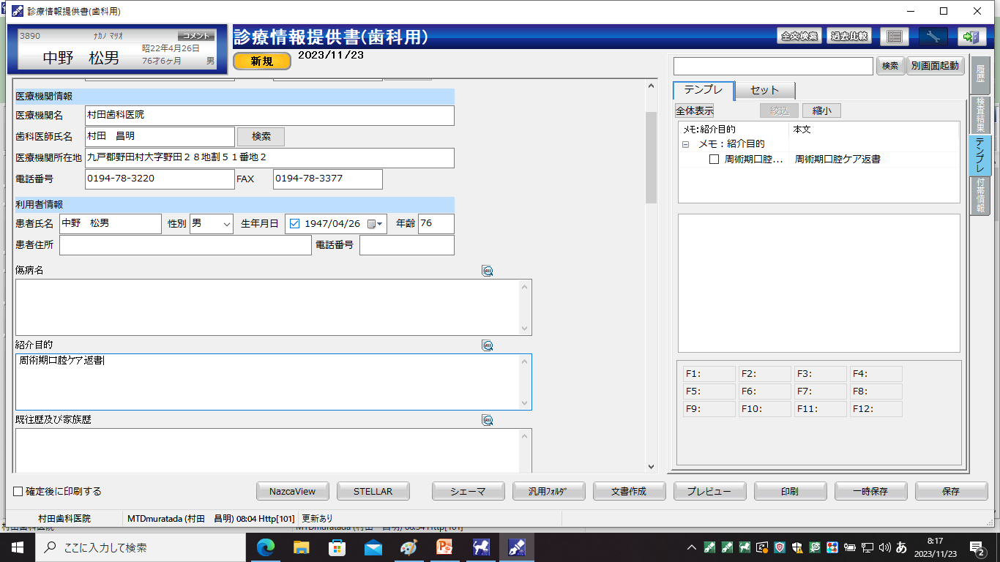 診療情報提供書(歯科用)
3890 ﾅｶﾉ ﾏﾂｵ コメント
中野　松男 昭22年4月26日
76才6ヶ月 男
診療情報提供書(歯科用)
新規 2023/11/23
全文検索 過去比較
検索 別画面起動
医療機関情報
医療機関名 村田歯科医院
歯科医師氏名 村田　昌明 検索
医療機関所在地 九戸郡野田村大字野田２８地割５１番地２
電話番号 0194-78-3220 FAX 0194-78-3377
利用者情報
患者氏名 中野　松男 性別 男 生年月日 1947/04/26 年齢 76
患者住所 電話番号
傷病名
紹介目的
周術期口腔ケア返書
既往歴及び家族歴
テンプレ セット
全体表示 絞込 縮小
ﾒﾓ:紹介目的 本文
メモ：紹介目的
周術期口腔... 周術期口腔ケア返書
F1: F2: F3: F4:
F5: F6: F7: F8:
F9: F10: F11: F12:
履歴
検査結果
テンプレ
付帯情報
確定後に印刷する
NazcaView STELLAR シェーマ 汎用ﾌｫﾙﾀﾞ 文書作成 プレビュー 印刷 一時保存 保存
村田歯科医院 MTDmuratada (村田　昌明) 08:04 Http[101] 更新あり
ここに入力して検索
あ 8:17
2023/11/23
2